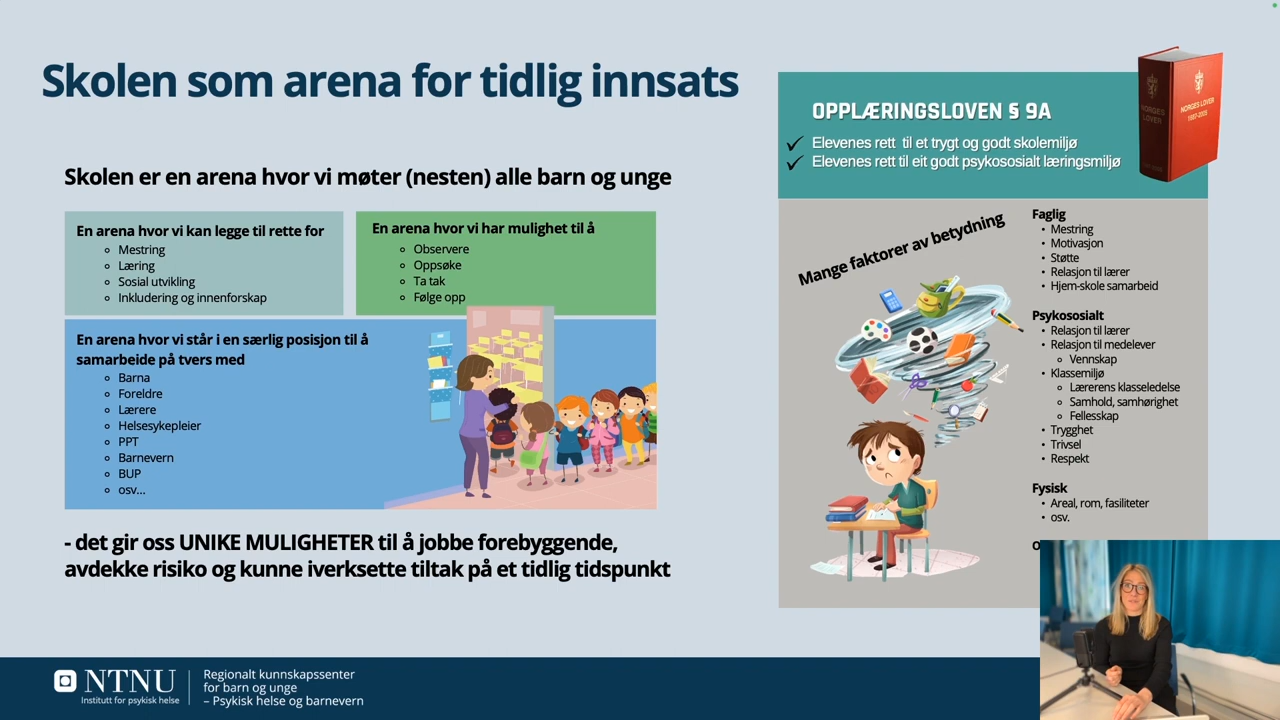 Skolen som arena for tidlig innsats
Skolen er en arena hvor vi møter (nesten) alle barn og unge
En arena hvor vi kan legge til rette for
Mestring
Læring
Sosial utvikling
Inkludering og innenforskap
En arena hvor vi har mulighet til å
Observere
Oppsøke
Ta tak
Følge opp
En arena hvor vi står i en særlig posisjon til å
samarbeide på tvers med
Barna
Foreldre
Lærere
Helsesykepleier
PPT
Barnevern
BUP
osv...
- det gir oss UNIKE MULIGHETER til å jobbe forebyggende,
avdekke risiko og kunne iverksette tiltak på et tidlig tidspunkt
OPPLÆRINGSLOVEN § 9A
Elevenes rett til et trygt og godt skolemiljø
Elevenes rett til eit godt psykososialt læringsmiljø
NORGES
LOVER
NORGES LOVER
Mange faktorer av betydning
Faglig
Mestring
Motivasjon
Støtte
Relasjon til lærer
Hjem-skole samarbeid
Psykososialt
Relasjon til lærer
Relasjon til medelever
Vennskap
Klassemiljø
Lærerens klasseledelse
Samhold, samhørighet
Fellesskap
Trygghet
Trivsel
Respekt
Fysisk
Areal, rom, fasiliteter
osv.
NTNU
Institutt for psykisk helse
Regionalt kunnskapssenter
for barn og unge
– Psykisk helse og barnevern